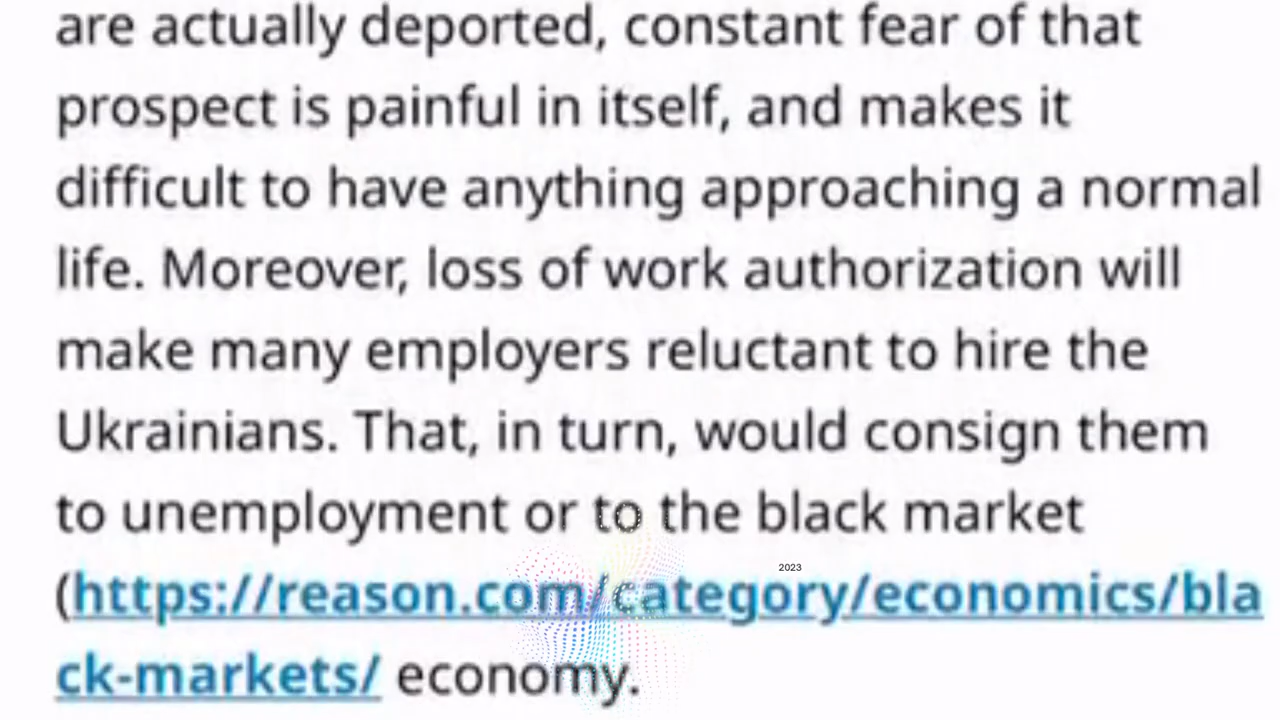 are actually deported, constant fear of that
prospect is painful in itself, and makes it
difficult to have anything approaching a normal
life. Moreover, loss of work authorization will
make many employers reluctant to hire the
Ukrainians. That, in turn, would consign them
to unemployment or to the black market
2023
(https://reason.com/category/economics/bla
ck-markets/ economy.